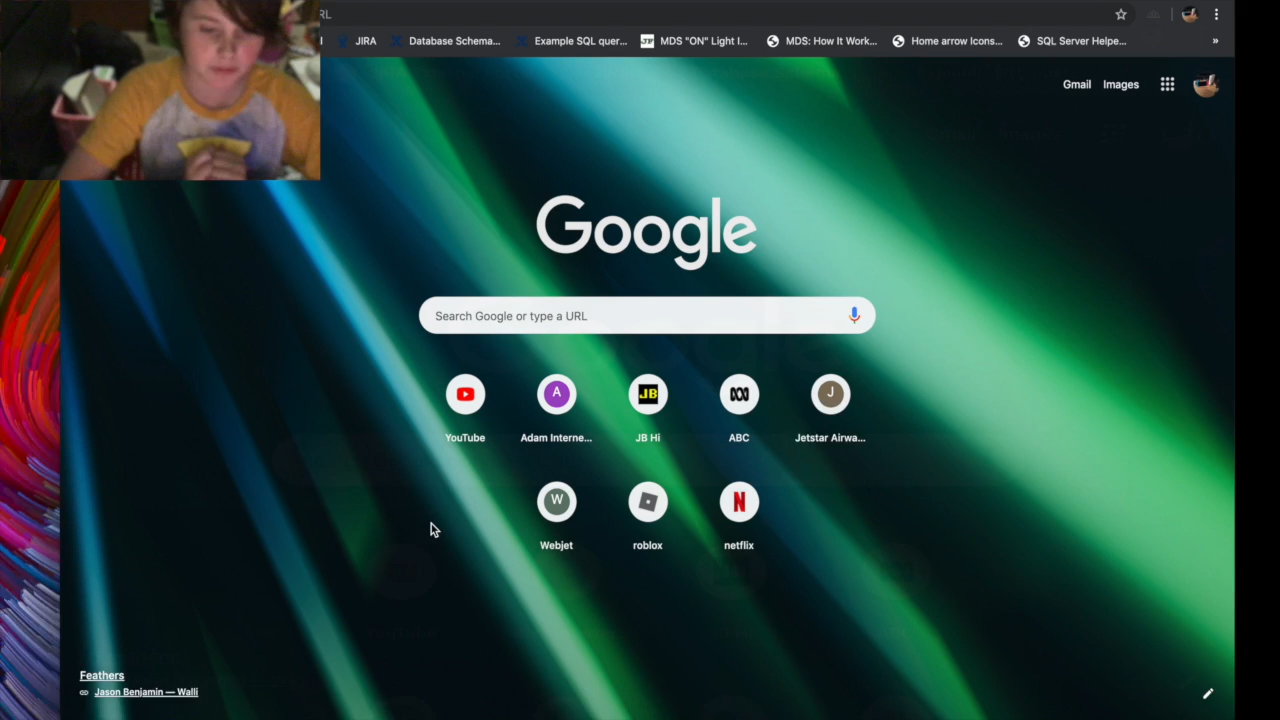 RL
JIRA Database Schema... Example SQL quer... MDS "ON" Light I... MDS: How It Work... Home arrow Icons... SQL Server Helpe... »
Gmail Images
Google
Search Google or type a URL
YouTube A Adam Interne... JB JB Hi ABC J Jetstar Airwa...
W Webjet roblox N netflix
Feathers
Jason Benjamin — Walli